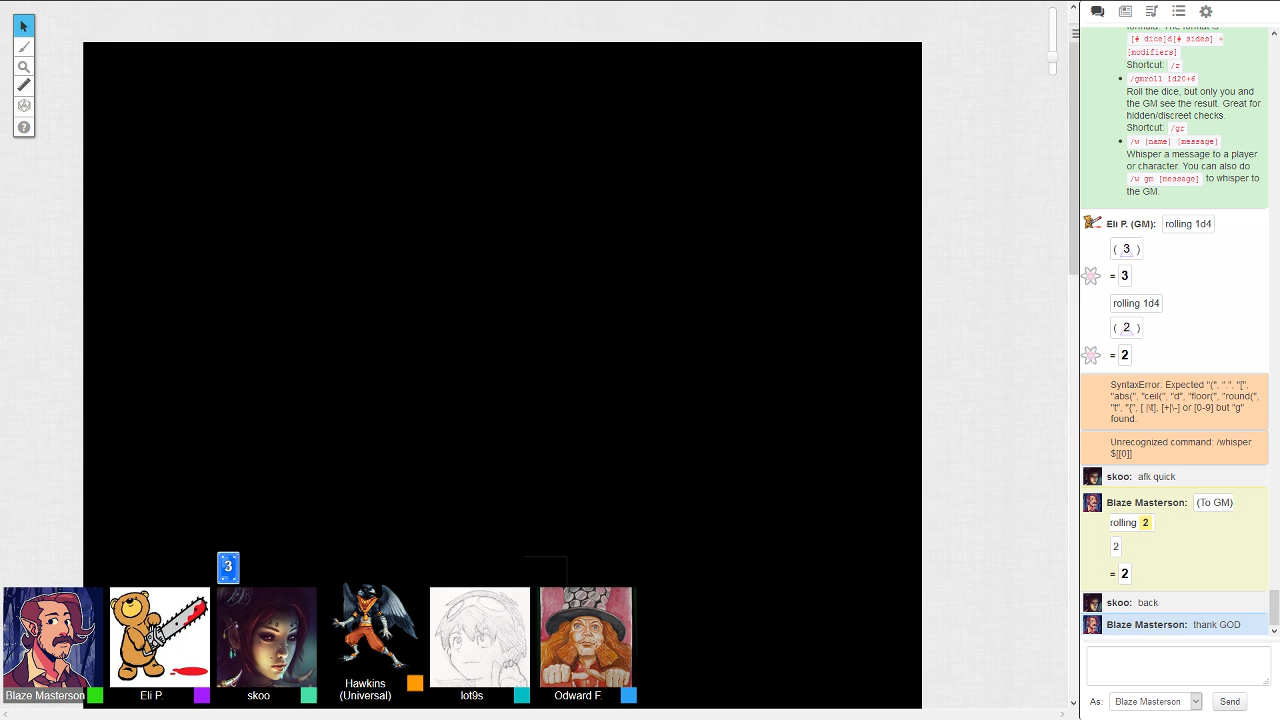 formula. The format is
[# dice]d[# sides] +
[modifiers]
Shortcut: /r
/gmroll 1d20+6
Roll the dice, but only you and
the GM see the result. Great for
hidden/discreet checks.
Shortcut: /gr
/w [name] [message]
Whisper a message to a player
or character. You can also do
/w gm [message] to whisper to
the GM.
Eli P. (GM): rolling 1d4
( 3 )
= 3
rolling 1d4
( 2 )
= 2
SyntaxError: Expected "(", ".", "[",
"abs(", "ceil(", "d", "floor(", "round(",
"t", "{", [ |\t], [+|\-] or [0-9] but "g"
found.
Unrecognized command: /whisper
$[[0]]
skoo: afk quick
Blaze Masterson: (To GM)
rolling 2
2
= 2
skoo: back
Blaze Masterson: thank GOD
As: Blaze Masterson Send
3
Blaze Masterson
Eli P.
skoo
Hawkins
(Universal)
lot9s
Odward F.